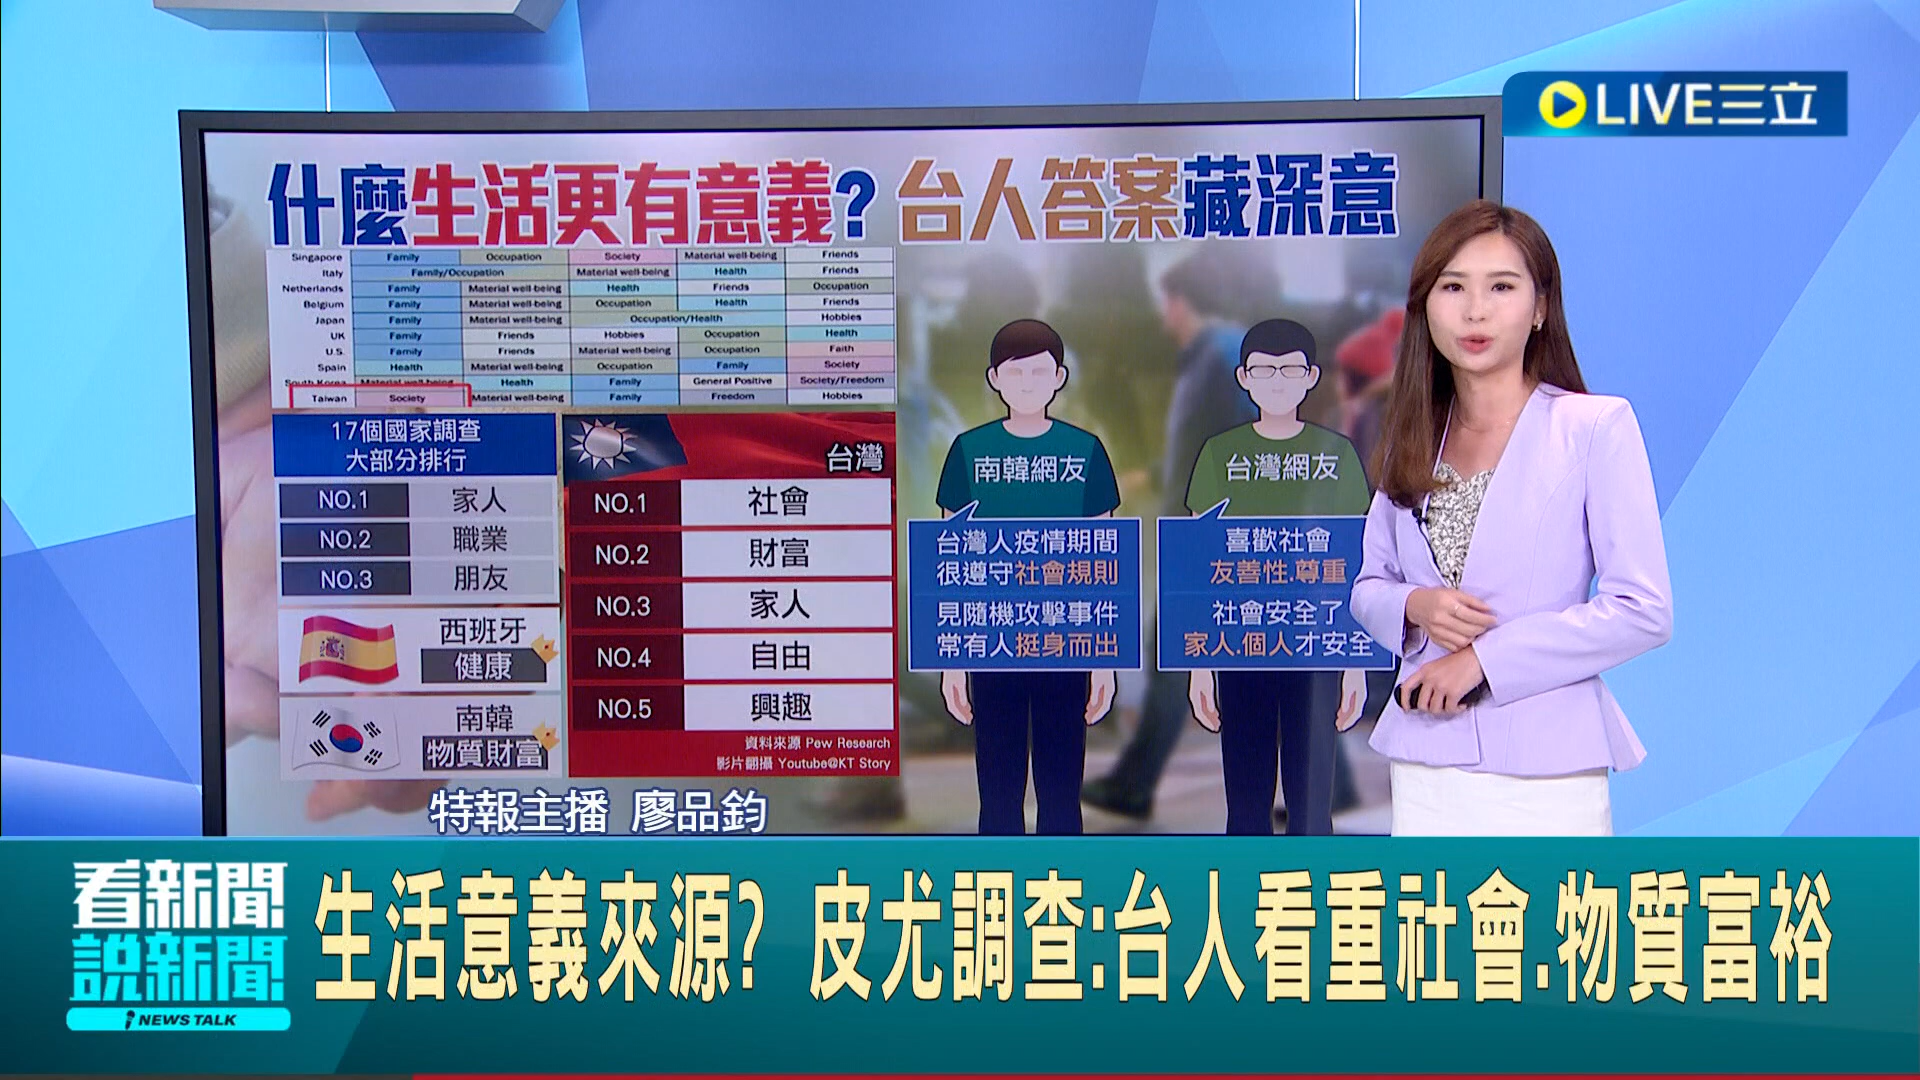 LIVE三立
什麼生活更有意義? 台人答案藏深意
Singapore Family Occupation Society Material well-being Friends
Italy Family/Occupation Material well-being Health Friends
Netherlands Family Material well-being Health Friends Occupation
Belgium Family Material well-being Occupation Health Friends
Japan Family Material well-being Occupation/Health Hobbies
UK Family Friends Hobbies Occupation Health
U.S. Family Friends Material well-being Occupation Faith
Spain Health Material well-being Occupation Family Society
South Korea Material well-being Health Family General Positive Society/Freedom
Taiwan Society Material well-being Family Freedom Hobbies
17個國家調查
大部分排行
NO.1 家人
NO.2 職業
NO.3 朋友
西班牙
健康
南韓
物質財富
台灣
NO.1 社會
NO.2 財富
NO.3 家人
NO.4 自由
NO.5 興趣
資料來源 Pew Research
影片翻攝 Youtube@KT Story
南韓網友
台灣人疫情期間
很遵守社會規則
見隨機攻擊事件
常有人挺身而出
台灣網友
喜歡社會
友善性.尊重
社會安全了
家人.個人才安全
特報主播 廖品鈞
看新聞
說新聞
NEWS TALK
生活意義來源? 皮尤調查:台人看重社會.物質富裕